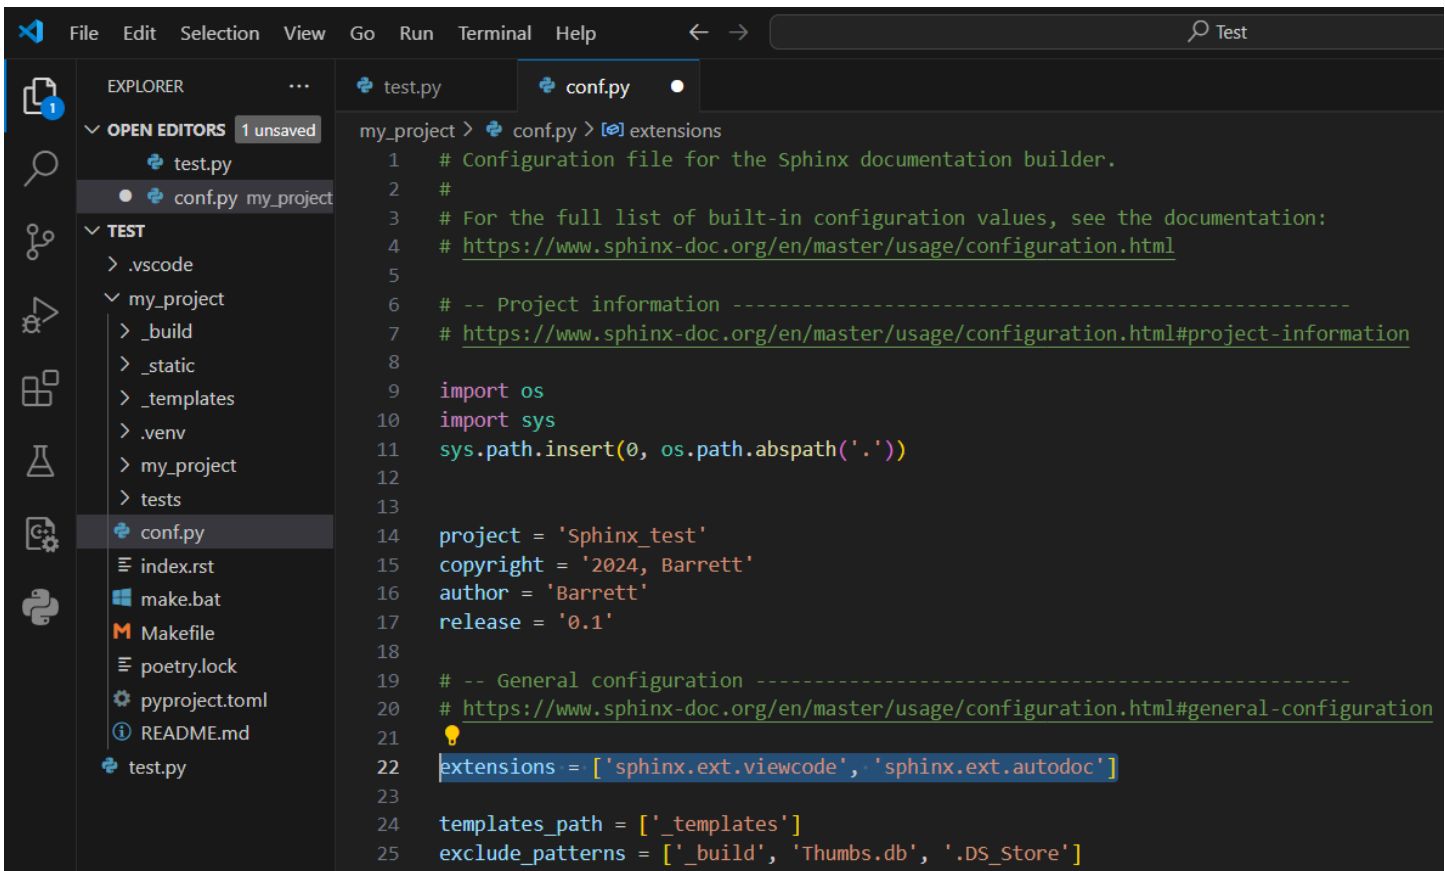 File Edit Selection View Go Run Terminal Help ← → Test
EXPLORER ···
test.py
conf.py
OPEN EDITORS 1 unsaved
test.py
conf.py my_project
TEST
.vscode
my_project
_build
_static
_templates
.venv
my_project
tests
conf.py
index.rst
make.bat
Makefile
poetry.lock
pyproject.toml
README.md
test.py
1
my_project > conf.py > extensions
1 # Configuration file for the Sphinx documentation builder.
2 #
3 # For the full list of built-in configuration values, see the documentation:
4 # https://www.sphinx-doc.org/en/master/usage/configuration.html
5
6 # -- Project information -----------------------------------------------------
7 # https://www.sphinx-doc.org/en/master/usage/configuration.html#project-information
8
9 import os
10 import sys
11 sys.path.insert(0, os.path.abspath('.'))
12
13
14 project = 'Sphinx_test'
15 copyright = '2024, Barrett'
16 author = 'Barrett'
17 release = '0.1'
18
19 # -- General configuration ---------------------------------------------------
20 # https://www.sphinx-doc.org/en/master/usage/configuration.html#general-configuration
21
22 extensions = ['sphinx.ext.viewcode', 'sphinx.ext.autodoc']
23
24 templates_path = ['_templates']
25 exclude_patterns = ['_build', 'Thumbs.db', '.DS_Store']